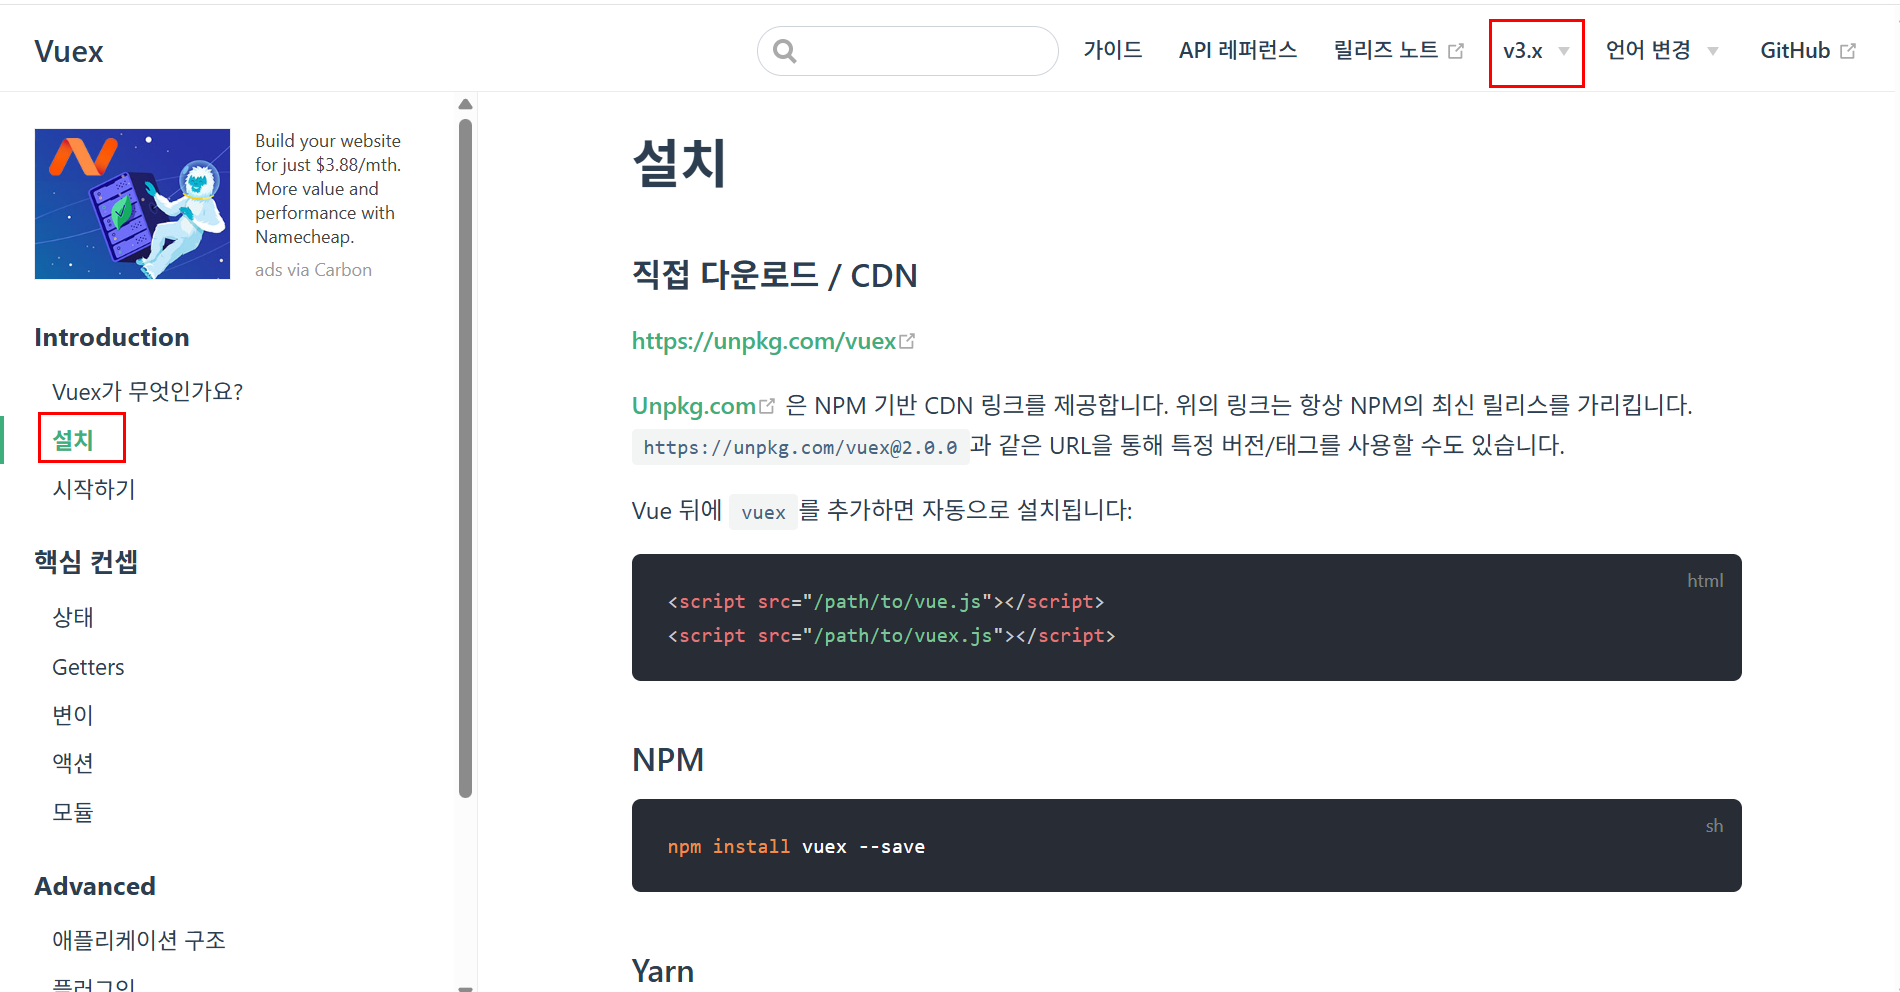 Vuex
가이드
API 레퍼런스
릴리즈 노트
v3.x
언어 변경
GitHub
Build your website
for just $3.88/mth.
More value and
performance with
Namecheap.
ads via Carbon
Introduction
Vuex가 무엇인가요?
설치
시작하기
핵심 컨셉
상태
Getters
변이
액션
모듈
Advanced
애플리케이션 구조
플러그인
설치
직접 다운로드 / CDN
https://unpkg.com/vuex
Unpkg.com 은 NPM 기반 CDN 링크를 제공합니다. 위의 링크는 항상 NPM의 최신 릴리스를 가리킵니다.
https://unpkg.com/vuex@2.0.0 과 같은 URL을 통해 특정 버전/태그를 사용할 수도 있습니다.
Vue 뒤에 vuex 를 추가하면 자동으로 설치됩니다:
html
<script src="/path/to/vue.js"></script>
<script src="/path/to/vuex.js"></script>
NPM
sh
npm install vuex --save
Yarn